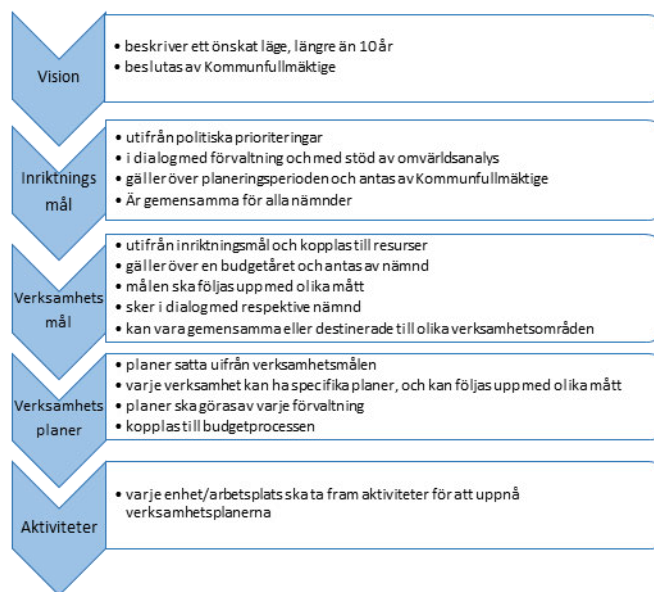 Vision
• beskriver ett önskat läge, längre än 10 år
• beslutas av Kommunfullmäktige
Inriktnings
mål
• utifrån politiska prioriteringar
• i dialog med förvaltning och med stöd av omvärldsanalys
• gäller över planeringsperioden och antas av Kommunfullmäktige
• Är gemensamma för alla nämnder
Verksamhets
mål
• utifrån inriktningsmål och kopplas till resurser
• gäller över en budgetåret och antas av nämnd
• målen ska följas upp med olika mått
• sker i dialog med respektive nämnd
• kan vara gemensamma eller destinerade till olika verksamhetsområden
Verksamhets
planer
• planer satta uifrån verksamhetsmålen
• varje verksamhet kan ha specifika planer, och kan följas upp med olika mått
• planer ska göras av varje förvaltning
• kopplas till budgetprocessen
Aktiviteter
• varje enhet/arbetsplats ska ta fram aktiviteter för att uppnå
verksamhetsplanerna